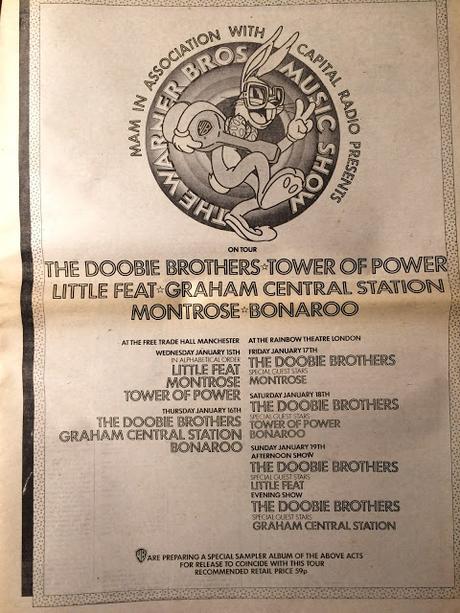 MAM IN ASSOCIATION WITH CAPITAL RADIO PRESENTS
THE WARNER BROS MUSIC SHOW
WB
ON TOUR
THE DOOBIE BROTHERS☆TOWER OF POWER
LITTLE FEAT☆GRAHAM CENTRAL STATION
MONTROSE☆BONAROO
AT THE FREE TRADE HALL MANCHESTER
WEDNESDAY JANUARY 15TH
IN ALPHABETICAL ORDER
LITTLE FEAT
MONTROSE
TOWER OF POWER
THURSDAY JANUARY 16TH
THE DOOBIE BROTHERS
GRAHAM CENTRAL STATION
BONAROO
AT THE RAINBOW THEATRE LONDON
FRIDAY JANUARY 17TH
THE DOOBIE BROTHERS
SPECIAL GUEST STARS
MONTROSE
SATURDAY JANUARY 18TH
THE DOOBIE BROTHERS
SPECIAL GUEST STARS
TOWER OF POWER
BONAROO
SUNDAY JANUARY 19TH
AFTERNOON SHOW
THE DOOBIE BROTHERS
SPECIAL GUEST STARS
LITTLE FEAT
EVENING SHOW
THE DOOBIE BROTHERS
SPECIAL GUEST STARS
GRAHAM CENTRAL STATION
WB ARE PREPARING A SPECIAL SAMPLER ALBUM OF THE ABOVE ACTS
FOR RELEASE TO COINCIDE WITH THIS TOUR
RECOMMENDED RETAIL PRICE 59p